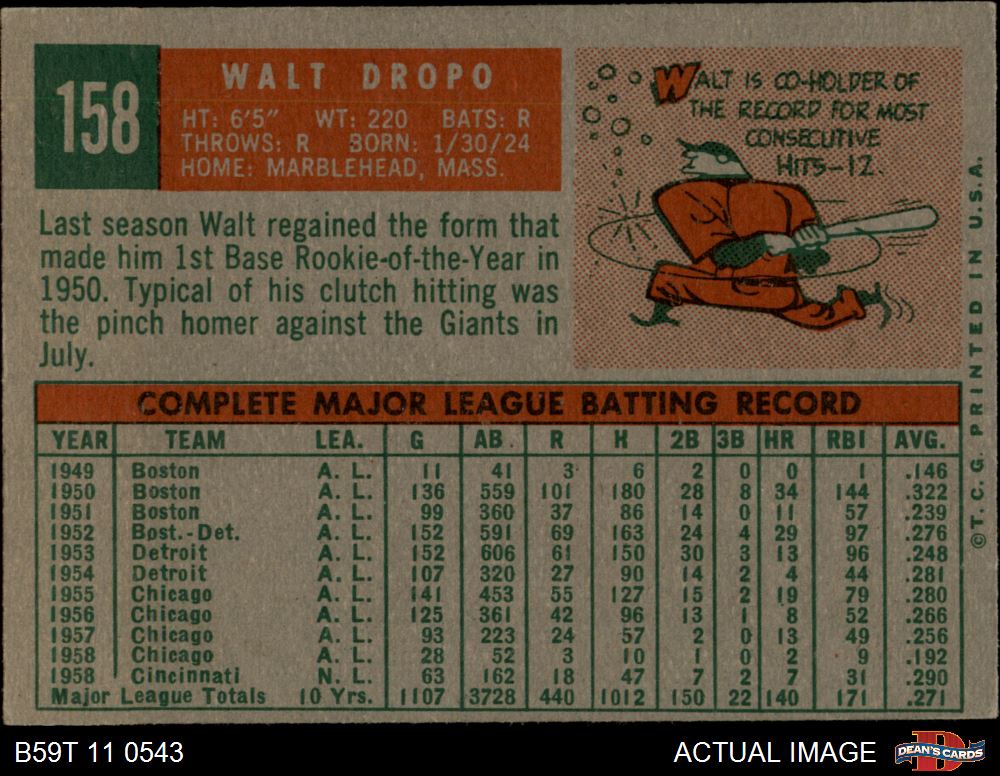 158
WALT DROPO
HT: 6'5" WT: 220 BATS: R
THROWS: R BORN: 1/30/24
HOME: MARBLEHEAD, MASS.
WALT IS CO-HOLDER OF
THE RECORD FOR MOST
CONSECUTIVE
HITS-12.
Last season Walt regained the form that
made him 1st Base Rookie-of-the-Year in
1950. Typical of his clutch hitting was
the pinch homer against the Giants in
July.
COMPLETE MAJOR LEAGUE BATTING RECORD
YEAR TEAM LEA. G AB R H 2B 3B HR RBI AVG.
1949 Boston A. L. 11 41 3 6 2 0 0 1 .146
1950 Boston A. L. 136 559 101 180 28 8 34 144 .322
1951 Boston A. L. 99 360 37 86 14 0 11 57 .239
1952 Bost.-Det. A. L. 152 591 69 163 24 4 29 97 .276
1953 Detroit A. L. 152 606 61 150 30 3 13 96 .248
1954 Detroit A. L. 107 320 27 90 14 2 4 44 .281
1955 Chicago A. L. 141 453 55 127 15 2 19 79 .280
1956 Chicago A. L. 125 361 42 96 13 1 8 52 .266
1957 Chicago A. L. 93 223 24 57 2 0 13 49 .256
1958 Chicago A. L. 28 52 3 10 1 0 2 9 .192
1958 Cincinnati N. L. 63 162 18 47 7 2 7 31 .290
Major League Totals 10 Yrs. 1107 3728 440 1012 150 22 140 171 .271
©T. C. G. PRINTED IN U.S.A.
B59T 11 0543
ACTUAL IMAGE
D
DEAN'S CARDS